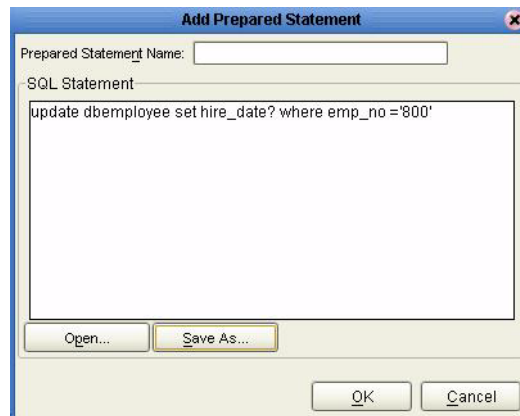 Add Prepared Statement
Prepared Statement Name:
SQL Statement
update dbemployee set hire_date? where emp_no ='800'
Open... Save As...
OK Cancel